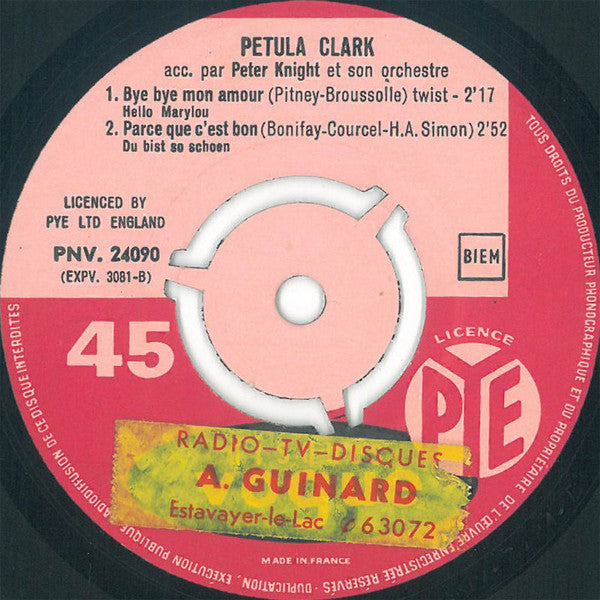 PETULA CLARK
acc. par Peter Knight et son orchestre
1. Bye bye mon amour (Pitney-Broussolle) twist - 2'17
Hello Marylou
2. Parce que c'est bon (Bonifay-Courcel-H.A. Simon) 2'52
Du bist so schoen
LICENCED BY
PYE LTD ENGLAND
PNV. 24090
(EXPV. 3081-B)
BIEM
45
LICENCE
PYE
RADIO-TV-DISQUES
A. GUINARD
Estavayer-le-Lac 63072
MADE IN FRANCE
TOUS DROITS DU PRODUCTEUR PHONOGRAPHIQUE ET DU PROPRIÉTAIRE DE L'ŒUVRE ENREGISTRÉE RÉSERVÉS - DUPLICATION, EXÉCUTION PUBLIQUE, RADIODIFFUSION DE CE DISQUE INTERDITES